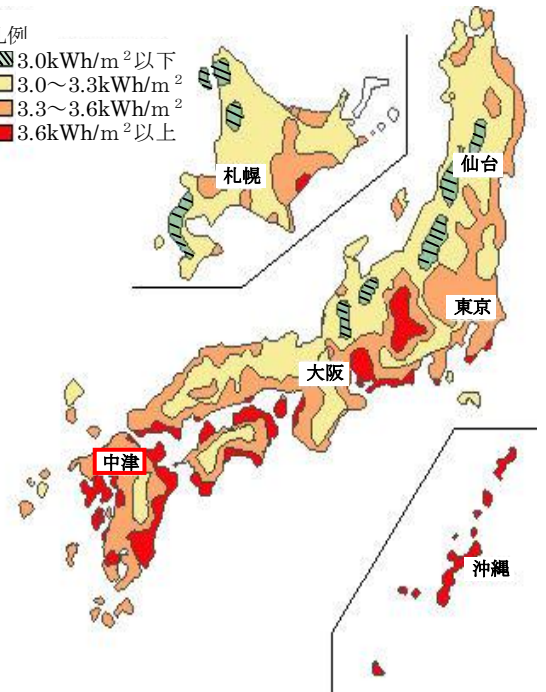 凡例
3.0kWh/m²以下
3.0～3.3kWh/m²
3.3～3.6kWh/m²
3.6kWh/m²以上
札幌
仙台
東京
大阪
中津
沖縄